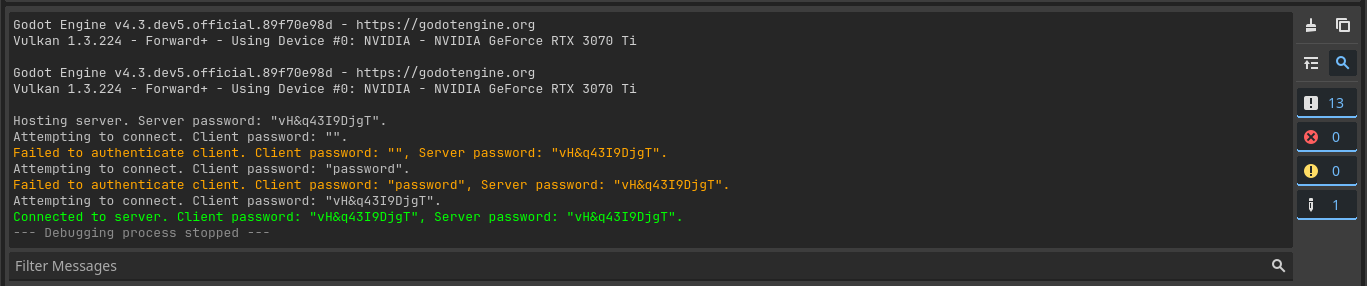 Godot Engine v4.3.dev5.official.89f70e98d - https://godotengine.org
Vulkan 1.3.224 - Forward+ - Using Device #0: NVIDIA - NVIDIA GeForce RTX 3070 Ti
Godot Engine v4.3.dev5.official.89f70e98d - https://godotengine.org
Vulkan 1.3.224 - Forward+ - Using Device #0: NVIDIA - NVIDIA GeForce RTX 3070 Ti
Hosting server. Server password: "vH&q43I9DjgT".
Attempting to connect. Client password: "".
Failed to authenticate client. Client password: "", Server password: "vH&q43I9DjgT".
Attempting to connect. Client password: "password".
Failed to authenticate client. Client password: "password", Server password: "vH&q43I9DjgT".
Attempting to connect. Client password: "vH&q43I9DjgT".
Connected to server. Client password: "vH&q43I9DjgT", Server password: "vH&q43I9DjgT".
--- Debugging process stopped ---
Filter Messages
13
0
0
1